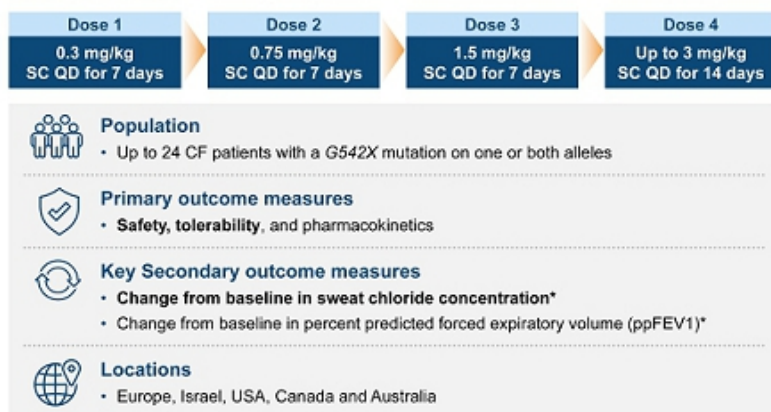 Dose 1
0.3 mg/kg
SC QD for 7 days
Dose 2
0.75 mg/kg
SC QD for 7 days
Dose 3
1.5 mg/kg
SC QD for 7 days
Dose 4
Up to 3 mg/kg
SC QD for 14 days
Population
• Up to 24 CF patients with a G542X mutation on one or both alleles
Primary outcome measures
• Safety, tolerability, and pharmacokinetics
Key Secondary outcome measures
• Change from baseline in sweat chloride concentration*
• Change from baseline in percent predicted forced expiratory volume (ppFEV1)*
Locations
• Europe, Israel, USA, Canada and Australia